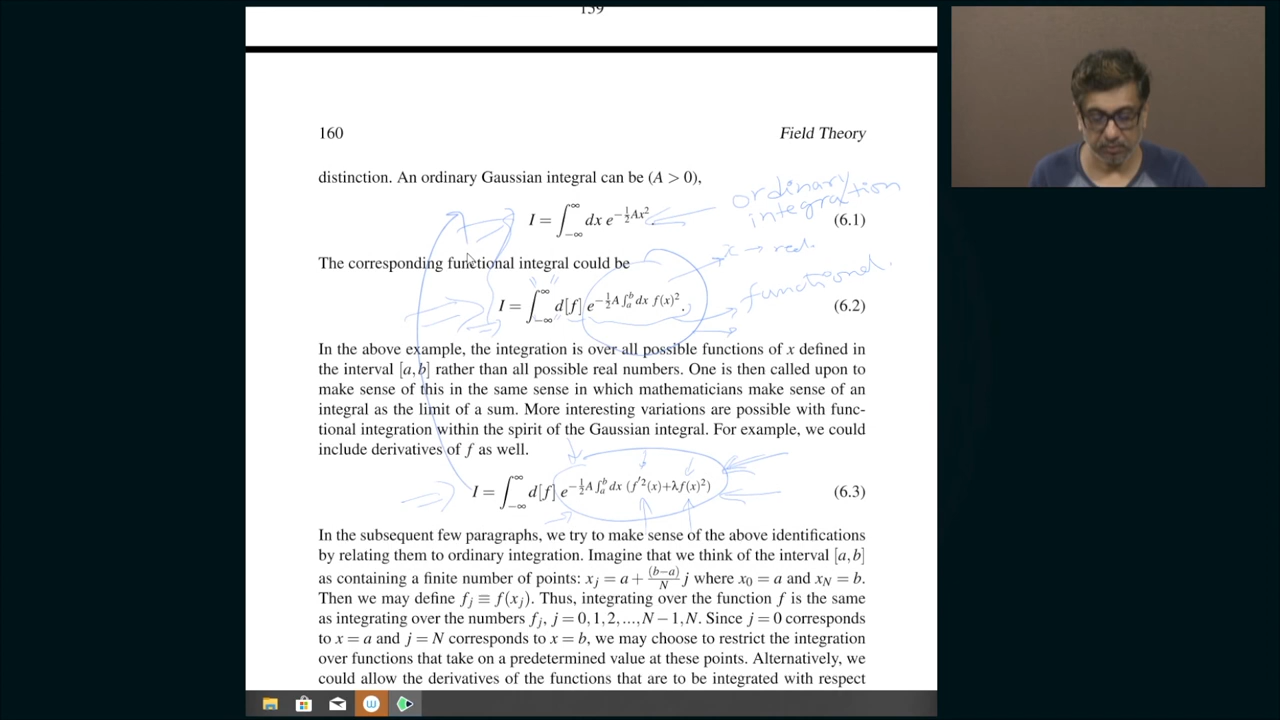 159
160 Field Theory
distinction. An ordinary Gaussian integral can be (A > 0),
I = ∫_{-∞}^{∞} dx e^{-½Ax²}. (6.1)
ordinary integration
The corresponding functional integral could be
x → real.
I = ∫_{-∞}^{∞} d[f] e^{-½A ∫_a^b dx f(x)²}. (6.2)
functional.
In the above example, the integration is over all possible functions of x defined in
the interval [a,b] rather than all possible real numbers. One is then called upon to
make sense of this in the same sense in which mathematicians make sense of an
integral as the limit of a sum. More interesting variations are possible with func-
tional integration within the spirit of the Gaussian integral. For example, we could
include derivatives of f as well.
I = ∫_{-∞}^{∞} d[f] e^{-½A ∫_a^b dx (f′²(x)+λf(x)²)} (6.3)
In the subsequent few paragraphs, we try to make sense of the above identifications
by relating them to ordinary integration. Imagine that we think of the interval [a,b]
as containing a finite number of points: x_j = a + (b−a)/N j where x_0 = a and x_N = b.
Then we may define f_j ≡ f(x_j). Thus, integrating over the function f is the same
as integrating over the numbers f_j, j = 0,1,2,...,N−1,N. Since j = 0 corresponds
to x = a and j = N corresponds to x = b, we may choose to restrict the integration
over functions that take on a predetermined value at these points. Alternatively, we
could allow the derivatives of the functions that are to be integrated with respect